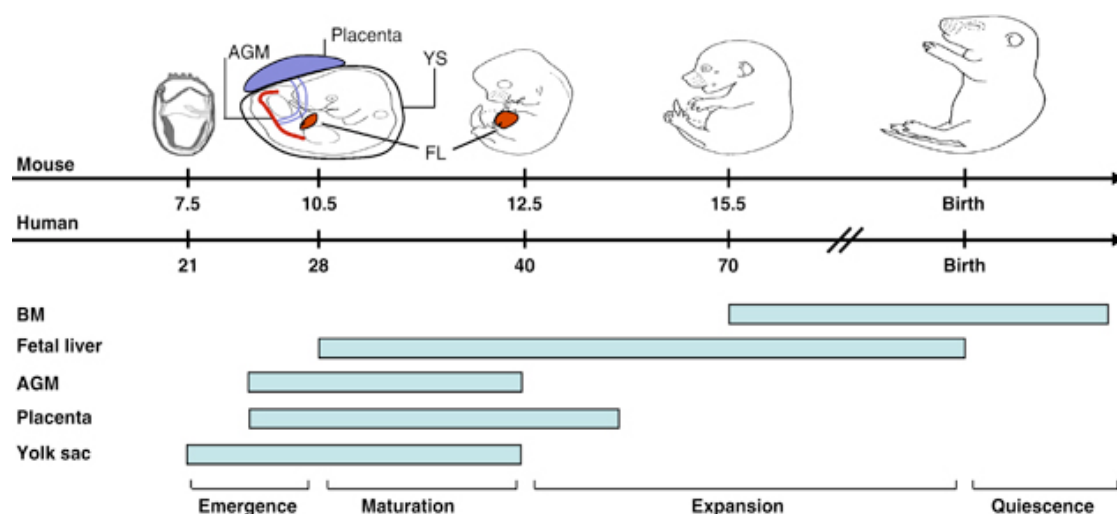 Placenta
AGM
YS
FL
Mouse
7.5 10.5 12.5 15.5 Birth
Human
21 28 40 70 Birth
BM
Fetal liver
AGM
Placenta
Yolk sac
Emergence Maturation Expansion Quiescence